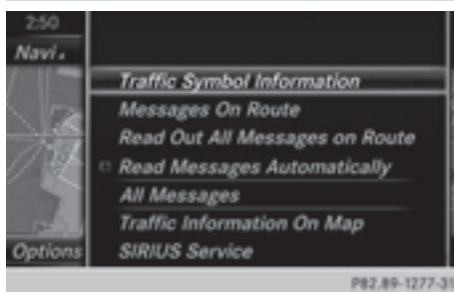 2:50
Navi
Traffic Symbol Information
Messages On Route
Read Out All Messages on Route
Read Messages Automatically
All Messages
Traffic Information On Map
Options
SIRIUS Service
P82.89-1277-31